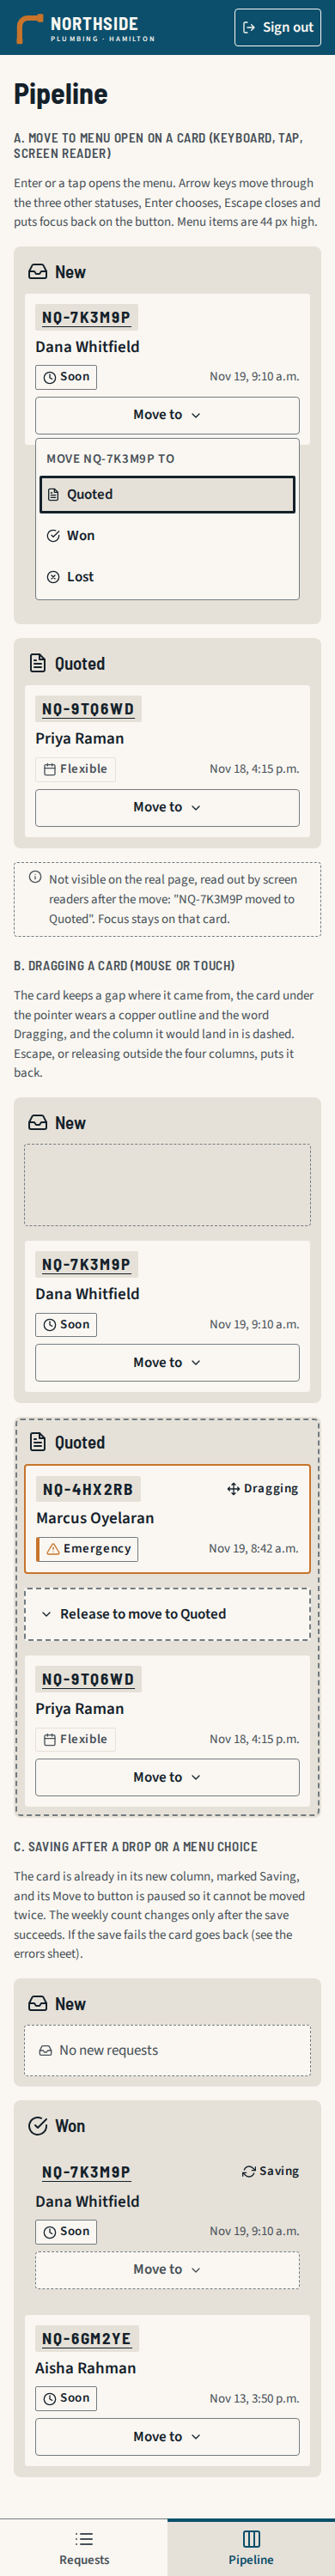 NORTHSIDE
PLUMBING · HAMILTON
Sign out
Pipeline
A. MOVE TO MENU OPEN ON A CARD (KEYBOARD, TAP,
SCREEN READER)
Enter or a tap opens the menu. Arrow keys move through
the three other statuses, Enter chooses, Escape closes and
puts focus back on the button. Menu items are 44 px high.
New
NQ-7K3M9P
Dana Whitfield
Soon
Nov 19, 9:10 a.m.
Move to
MOVE NQ-7K3M9P TO
Quoted
Won
Lost
Quoted
NQ-9TQ6WD
Priya Raman
Flexible
Nov 18, 4:15 p.m.
Move to
Not visible on the real page, read out by screen
readers after the move: "NQ-7K3M9P moved to
Quoted". Focus stays on that card.
B. DRAGGING A CARD (MOUSE OR TOUCH)
The card keeps a gap where it came from, the card under
the pointer wears a copper outline and the word
Dragging, and the column it would land in is dashed.
Escape, or releasing outside the four columns, puts it
back.
New
NQ-7K3M9P
Dana Whitfield
Soon
Nov 19, 9:10 a.m.
Move to
Quoted
NQ-4HX2RB
Dragging
Marcus Oyelaran
Emergency
Nov 19, 8:42 a.m.
Release to move to Quoted
NQ-9TQ6WD
Priya Raman
Flexible
Nov 18, 4:15 p.m.
Move to
C. SAVING AFTER A DROP OR A MENU CHOICE
The card is already in its new column, marked Saving,
and its Move to button is paused so it cannot be moved
twice. The weekly count changes only after the save
succeeds. If the save fails the card goes back (see the
errors sheet).
New
No new requests
Won
NQ-7K3M9P
Saving
Dana Whitfield
Soon
Nov 19, 9:10 a.m.
Move to
NQ-6GM2YE
Aisha Rahman
Soon
Nov 13, 3:50 p.m.
Move to
Requests
Pipeline